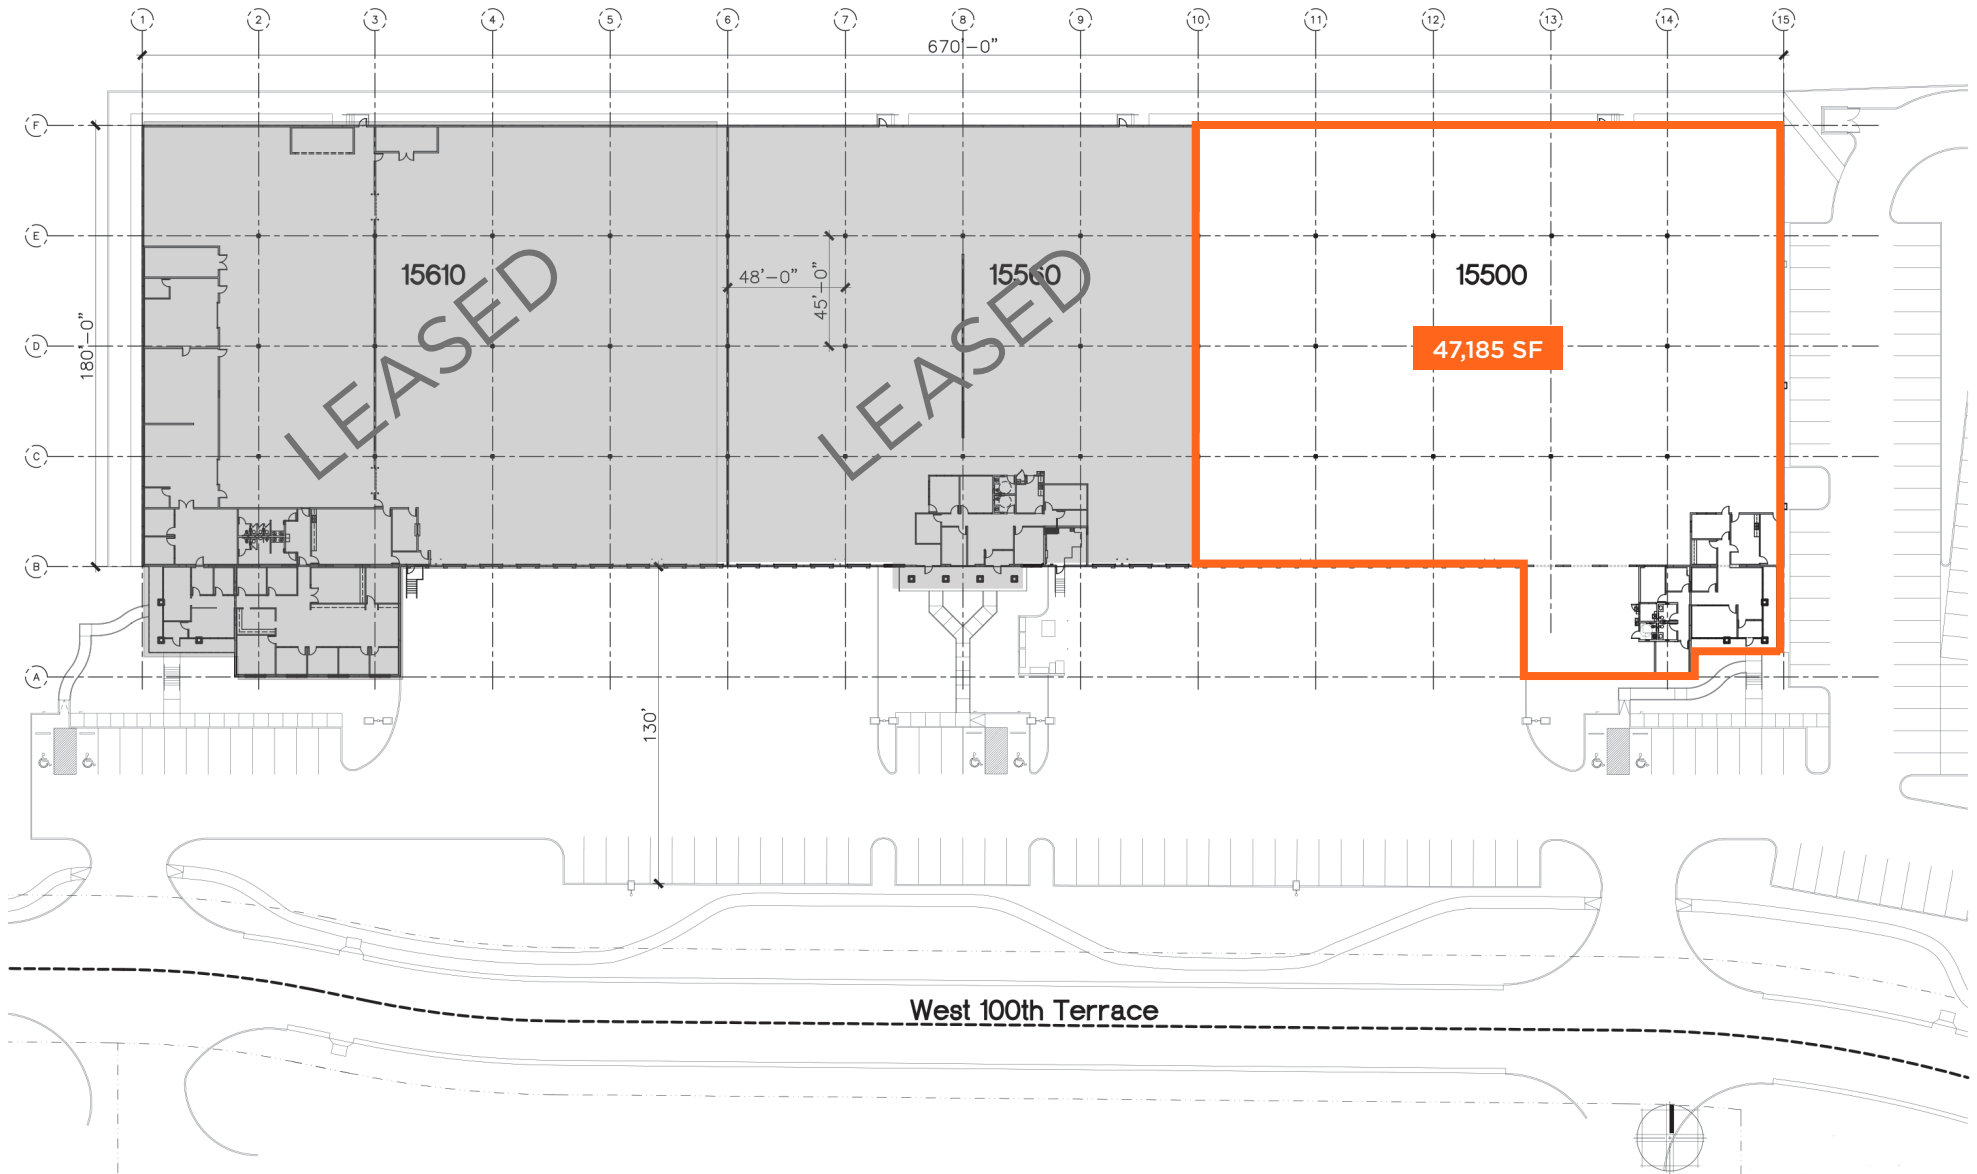 1 2 3 4 5 6 7 8 9 10 11 12 13 14 15
670'-0"
F
E
15610
15560
15500
48'-0"
45'-0"
180'-0"
LEASED
LEASED
D
47,185 SF
C
B
A
130'
West 100th Terrace